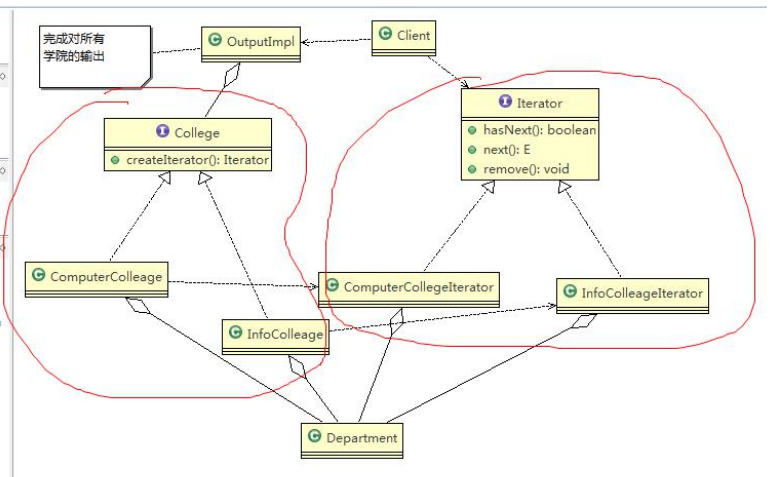 完成对所有
学院的输出
OutputImpl
Client
College
createIterator(): Iterator
Iterator
hasNext(): boolean
next(): E
remove(): void
ComputerColleage
ComputerCollegeIterator
InfoColleageIterator
InfoColleage
Department